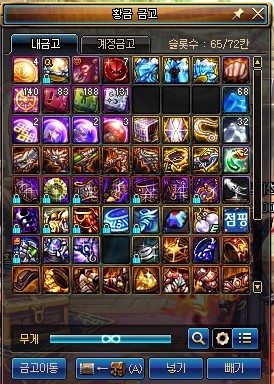 황금 금고
내금고 계정금고 슬롯수 : 65/72칸
4
140 83 188 131 68
2 2 3 32
2
점핑
무게 ∞
금고이동 ←(A) 넣기 빼기